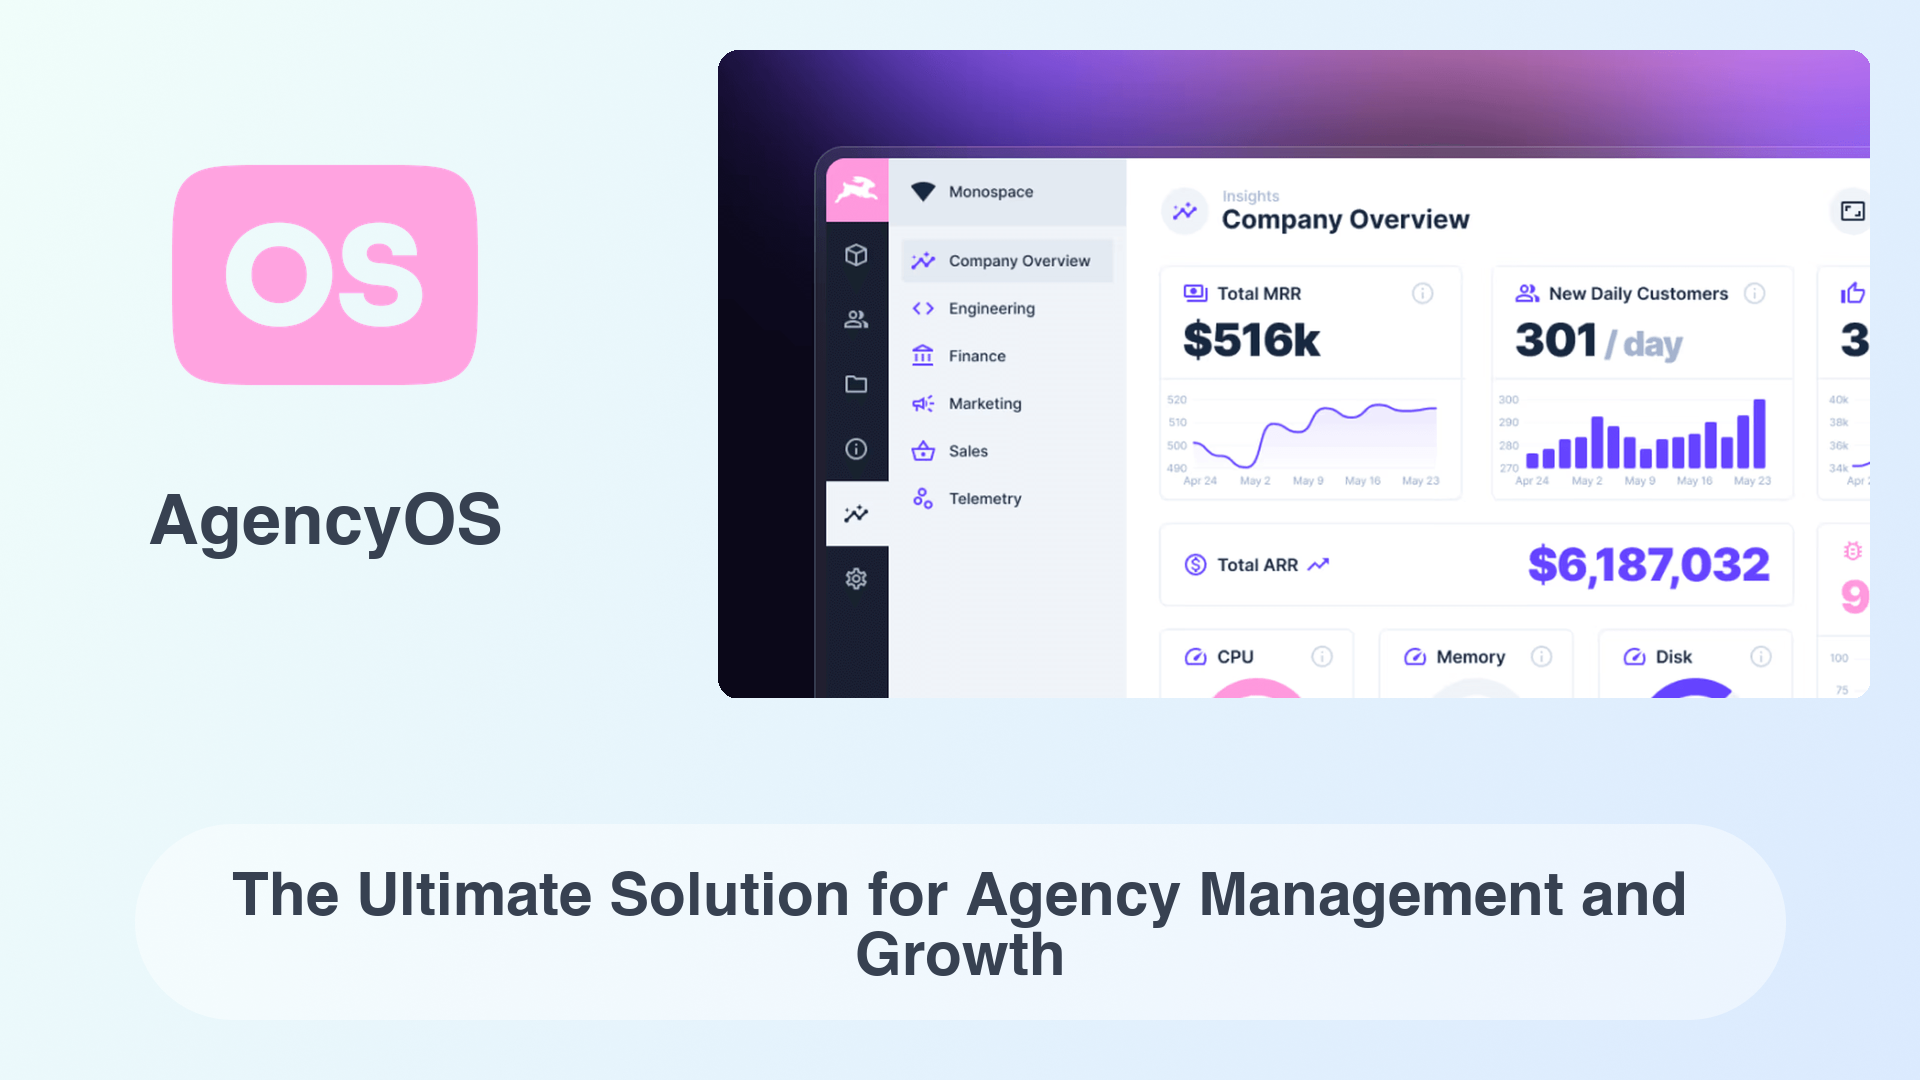 OS
AgencyOS
Monospace
Company Overview
Engineering
Finance
Marketing
Sales
Telemetry
Insights
Company Overview
Total MRR
$516k
520
510
500
490
Apr 24 May 2 May 9 May 16 May 23
New Daily Customers
301 / day
300
290
280
270
Apr 24 May 2 May 9 May 16 May 23
3
40k
38k
36k
34k
Apr
Total ARR
$6,187,032
9
100
75
CPU
Memory
Disk
The Ultimate Solution for Agency Management and
Growth